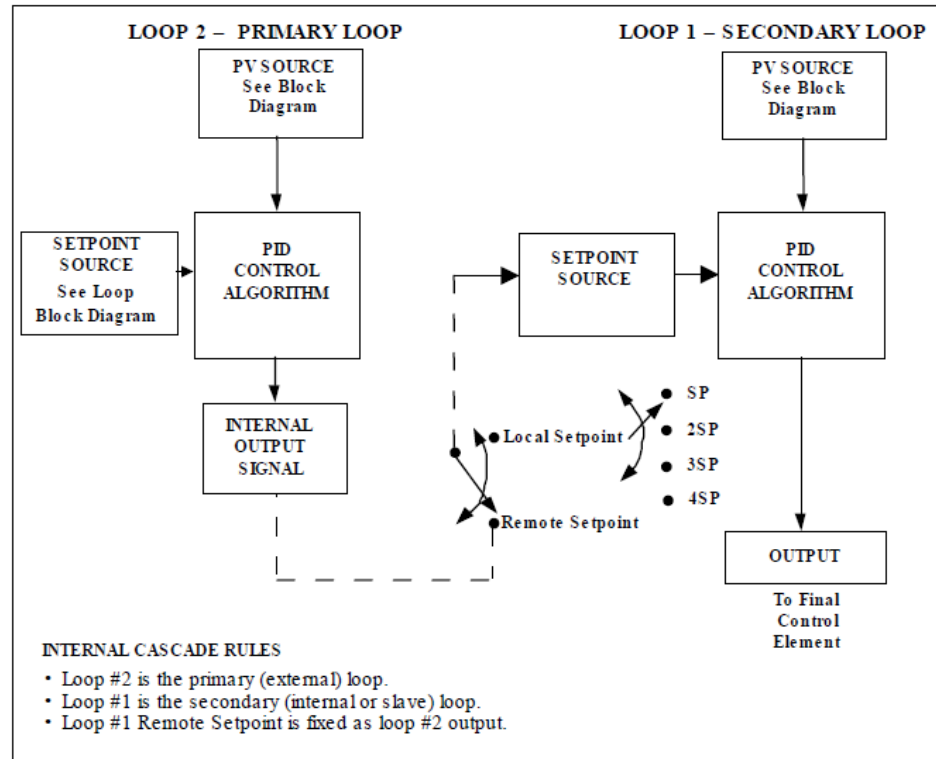 LOOP 2 – PRIMARY LOOP
LOOP 1 – SECONDARY LOOP
PV SOURCE
See Block
Diagram
PV SOURCE
See Block
Diagram
SETPOINT
SOURCE
See Loop
Block Diagram
PID
CONTROL
ALGORITHM
SETPOINT
SOURCE
PID
CONTROL
ALGORITHM
INTERNAL
OUTPUT
SIGNAL
Local Setpoint
Remote Setpoint
SP
2SP
3SP
4SP
OUTPUT
To Final
Control
Element
INTERNAL CASCADE RULES
• Loop #2 is the primary (external) loop.
• Loop #1 is the secondary (internal or slave) loop.
• Loop #1 Remote Setpoint is fixed as loop #2 output.